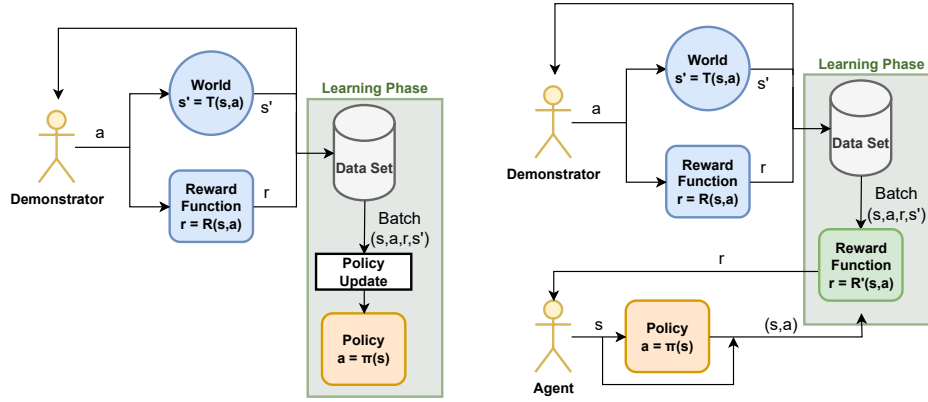 World
s' = T(s,a)
s'
a
Demonstrator
Reward
Function
r = R(s,a)
r
Learning Phase
Data Set
Batch
(s,a,r,s')
Policy
Update
Policy
a = π(s)
World
s' = T(s,a)
s'
a
Demonstrator
Reward
Function
r = R(s,a)
r
Learning Phase
Data Set
Batch
(s,a,r,s')
Reward
Function
r = R'(s,a)
r
Agent
s
Policy
a = π(s)
(s,a)